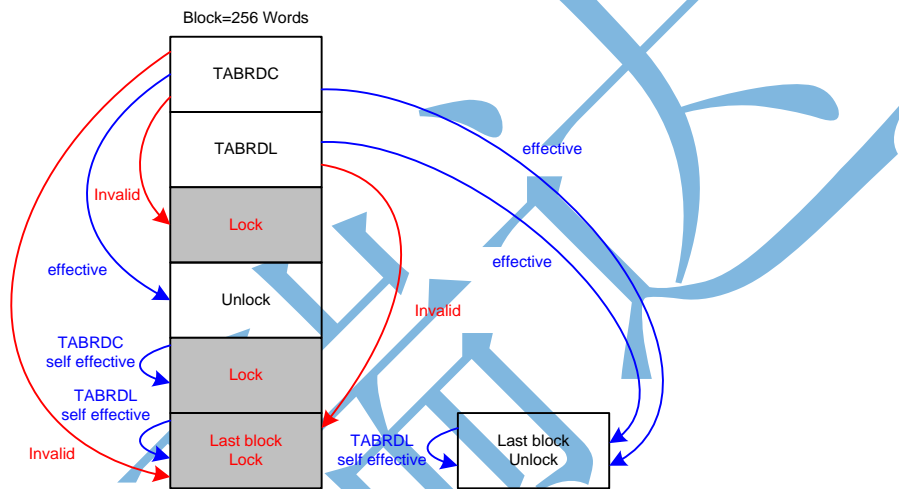 Block=256 Words
TABRDC
TABRDL
effective
Invalid
Lock
effective
effective
Unlock
Invalid
TABRDC
self effective
Lock
TABRDL
self effective
Last block
Lock
Invalid
TABRDL
self effective
Last block
Unlock